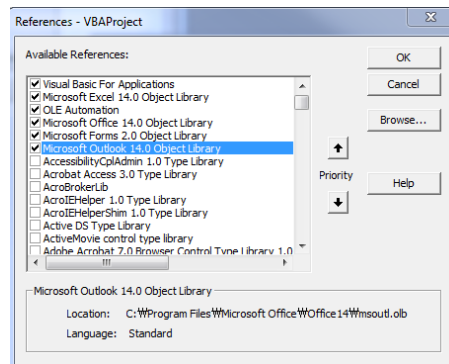 References - VBAProject
Available References:
Visual Basic For Applications
Microsoft Excel 14.0 Object Library
OLE Automation
Microsoft Office 14.0 Object Library
Microsoft Forms 2.0 Object Library
Microsoft Outlook 14.0 Object Library
AccessibilityCplAdmin 1.0 Type Library
Acrobat Access 3.0 Type Library
AcroBrokerLib
AcroIEHelper 1.0 Type Library
AcroIEHelperShim 1.0 Type Library
Active DS Type Library
ActiveMovie control type library
Adobe Acrobat 7.0 Browser Control Type Library 1.0
OK
Cancel
Browse...
Priority
Help
Microsoft Outlook 14.0 Object Library
Location: C:₩Program Files₩Microsoft Office₩Office14₩msoutl.olb
Language: Standard